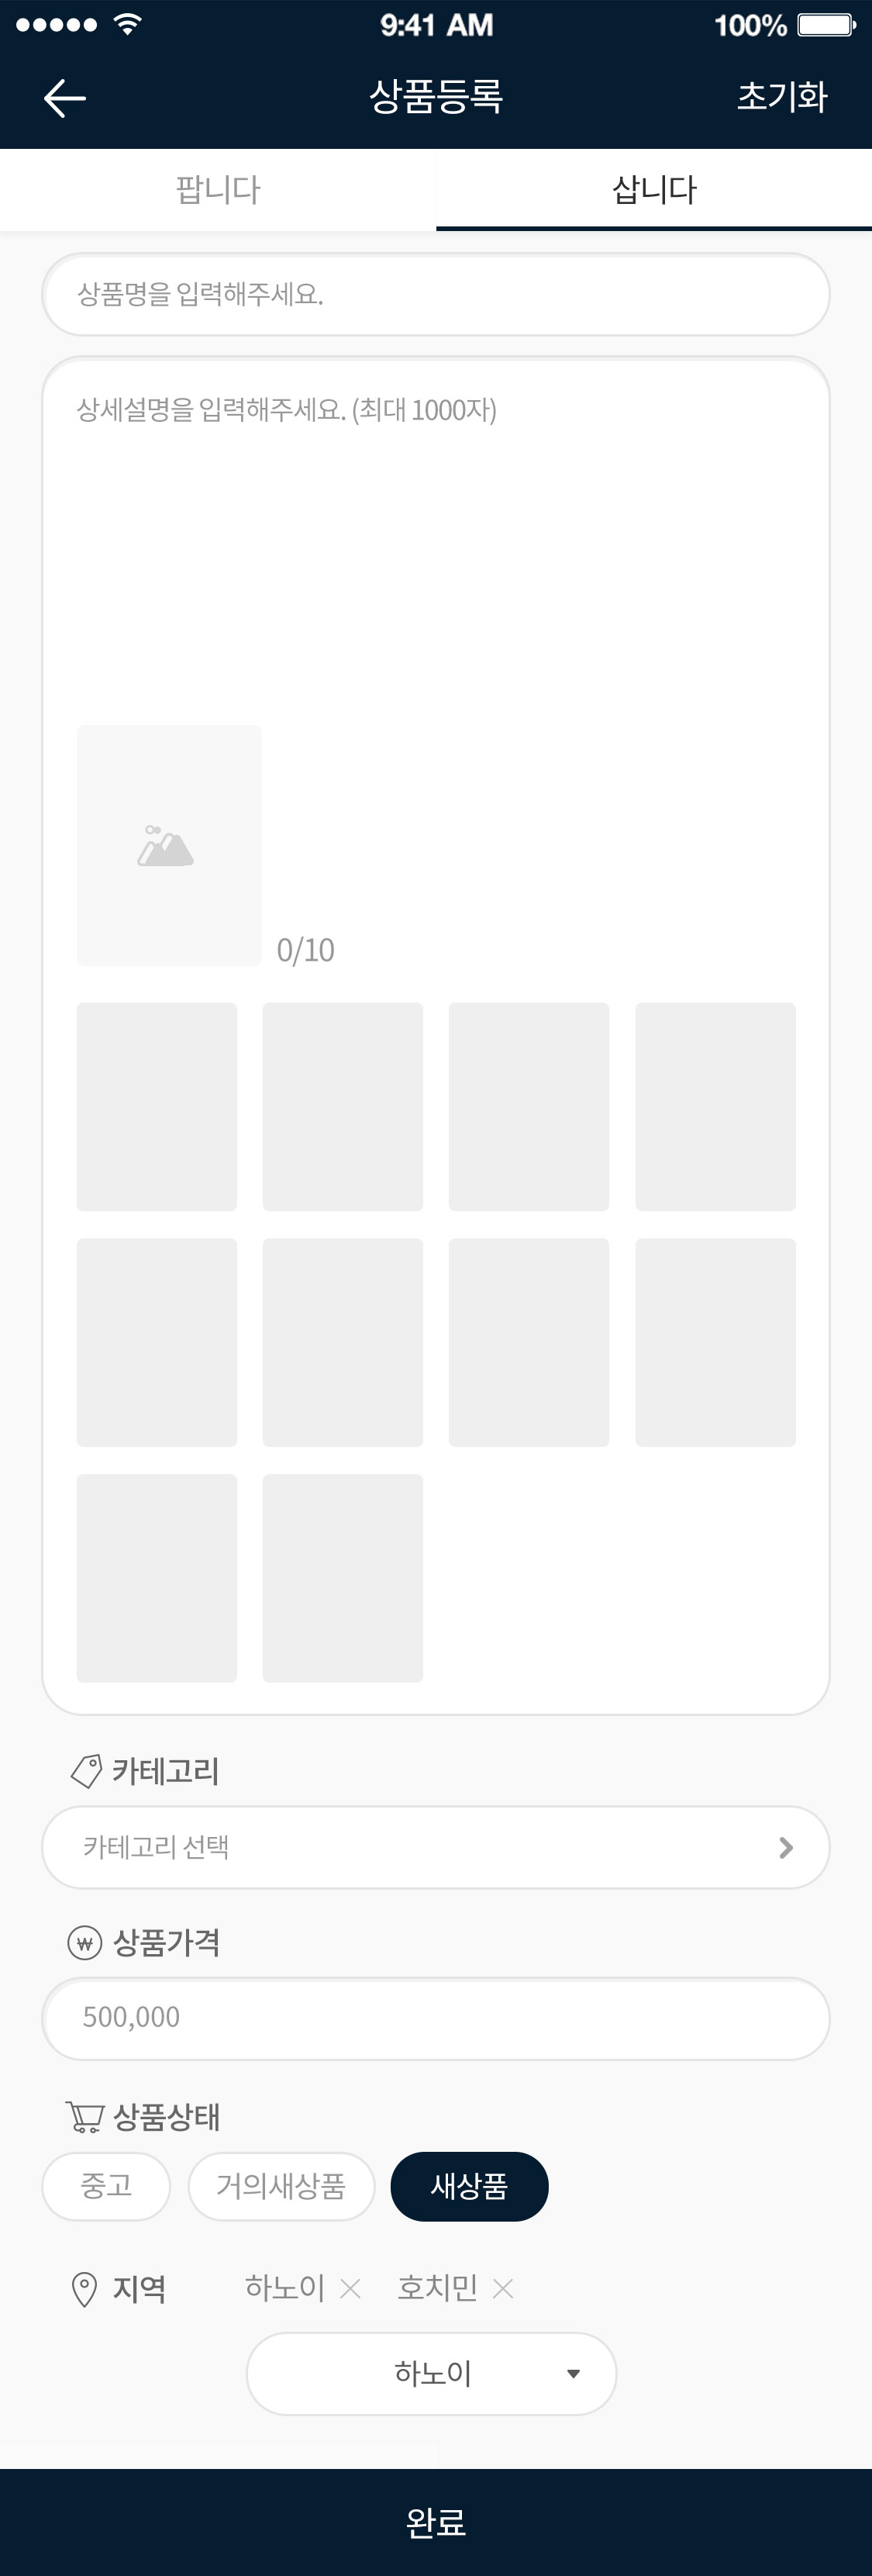 9:41 AM 100%
상품등록 초기화
팝니다 삽니다
상품명을 입력해주세요.
상세설명을 입력해주세요. (최대 1000자)
0/10
카테고리
카테고리 선택
₩ 상품가격
500,000
상품상태
중고 거의새상품 새상품
지역 하노이 호치민
하노이
완료